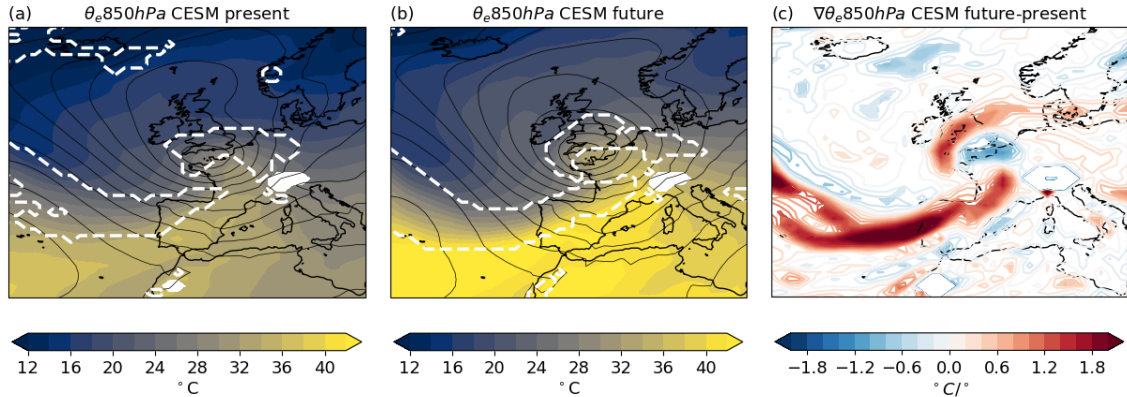 (a) θₑ850hPa CESM present
(b) θₑ850hPa CESM future
(c) ∇θₑ850hPa CESM future-present
12 16 20 24 28 32 36 40
°C
12 16 20 24 28 32 36 40
°C
−1.8 −1.2 −0.6 0.0 0.6 1.2 1.8
°C/°